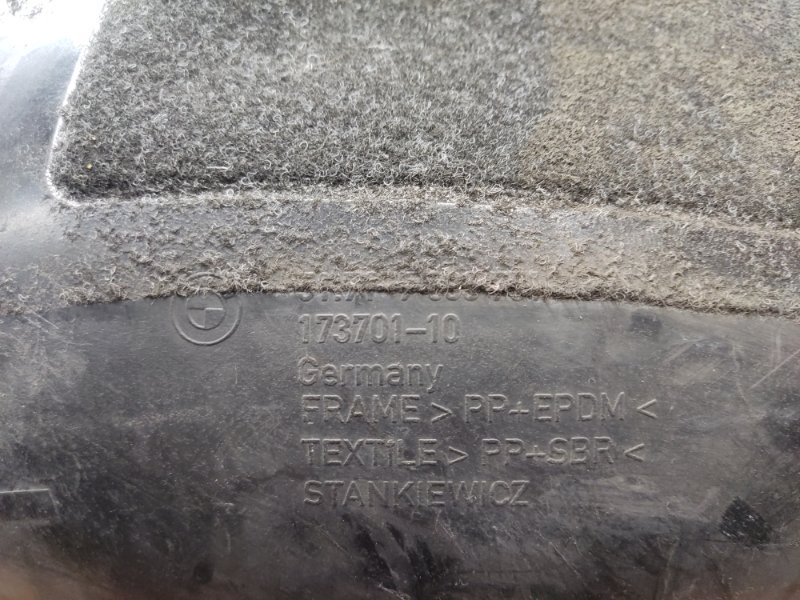 173701-10
Germany
FRAME > PP+EPDM <
TEXTILE > PP+SBR <
STANKIEWICZ